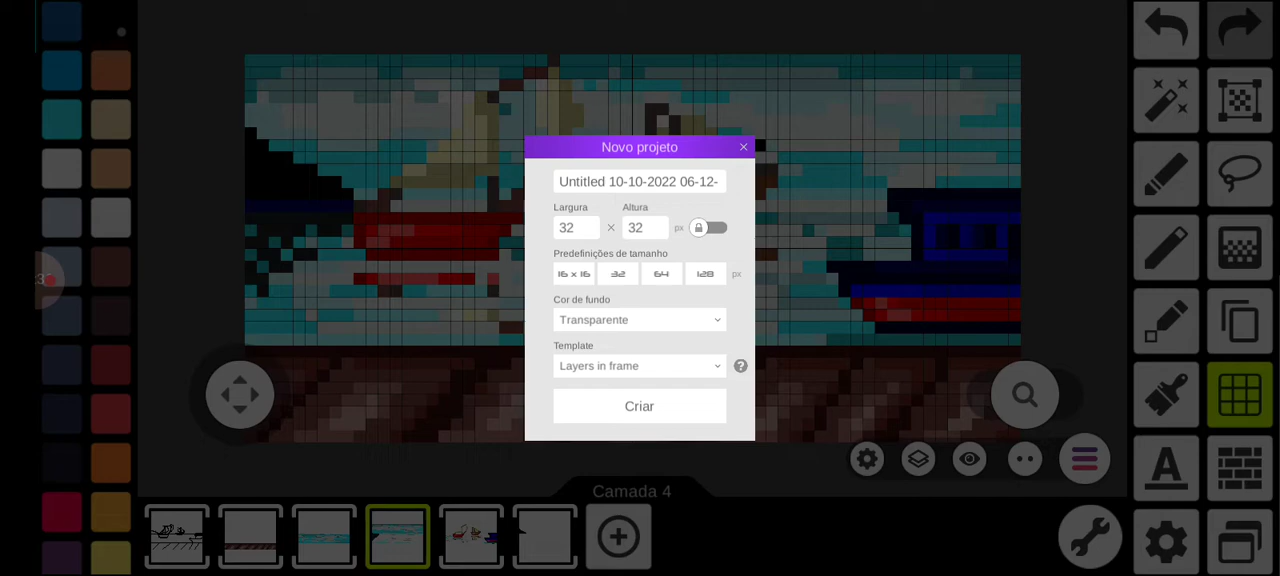 Novo projeto
Untitled 10-10-2022 06-12-
Largura Altura
32 × 32 px
Predefinições de tamanho
16 x 16 32 64 128 px
Cor de fundo
Transparente
Template
Layers in frame ?
Criar
A
Camada 4